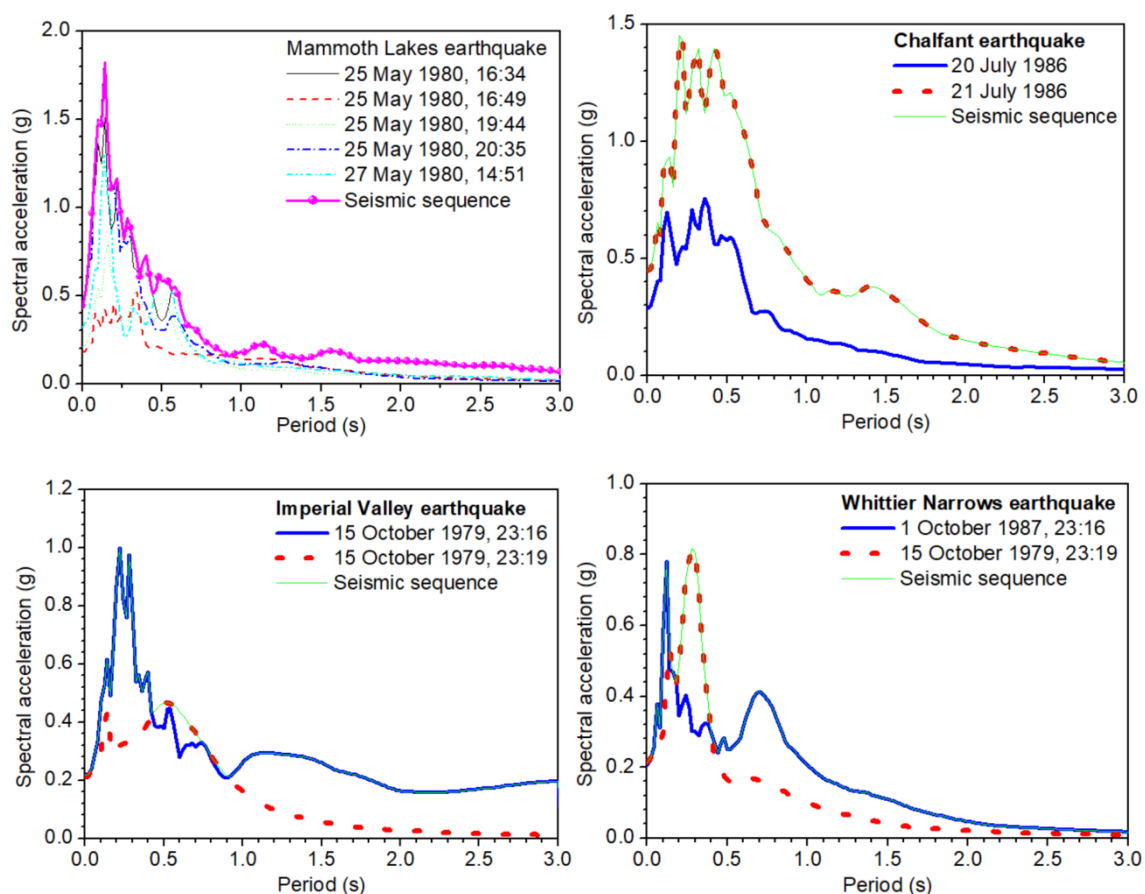 Mammoth Lakes earthquake
25 May 1980, 16:34
25 May 1980, 16:49
25 May 1980, 19:44
25 May 1980, 20:35
27 May 1980, 14:51
Seismic sequence
Spectral acceleration (g)
2.0
1.5
1.0
0.5
0.0
0.0 0.5 1.0 1.5 2.0 2.5 3.0
Period (s)
Chalfant earthquake
20 July 1986
21 July 1986
Seismic sequence
Spectral acceleration (g)
1.5
1.0
0.5
0.0
0.0 0.5 1.0 1.5 2.0 2.5 3.0
Period (s)
Imperial Valley earthquake
15 October 1979, 23:16
15 October 1979, 23:19
Seismic sequence
Spectral acceleration (g)
1.2
1.0
0.8
0.6
0.4
0.2
0.0
0.0 0.5 1.0 1.5 2.0 2.5 3.0
Period (s)
Whittier Narrows earthquake
1 October 1987, 23:16
15 October 1979, 23:19
Seismic sequence
Spectral acceleration (g)
1.0
0.8
0.6
0.4
0.2
0.0
0.0 0.5 1.0 1.5 2.0 2.5 3.0
Period (s)